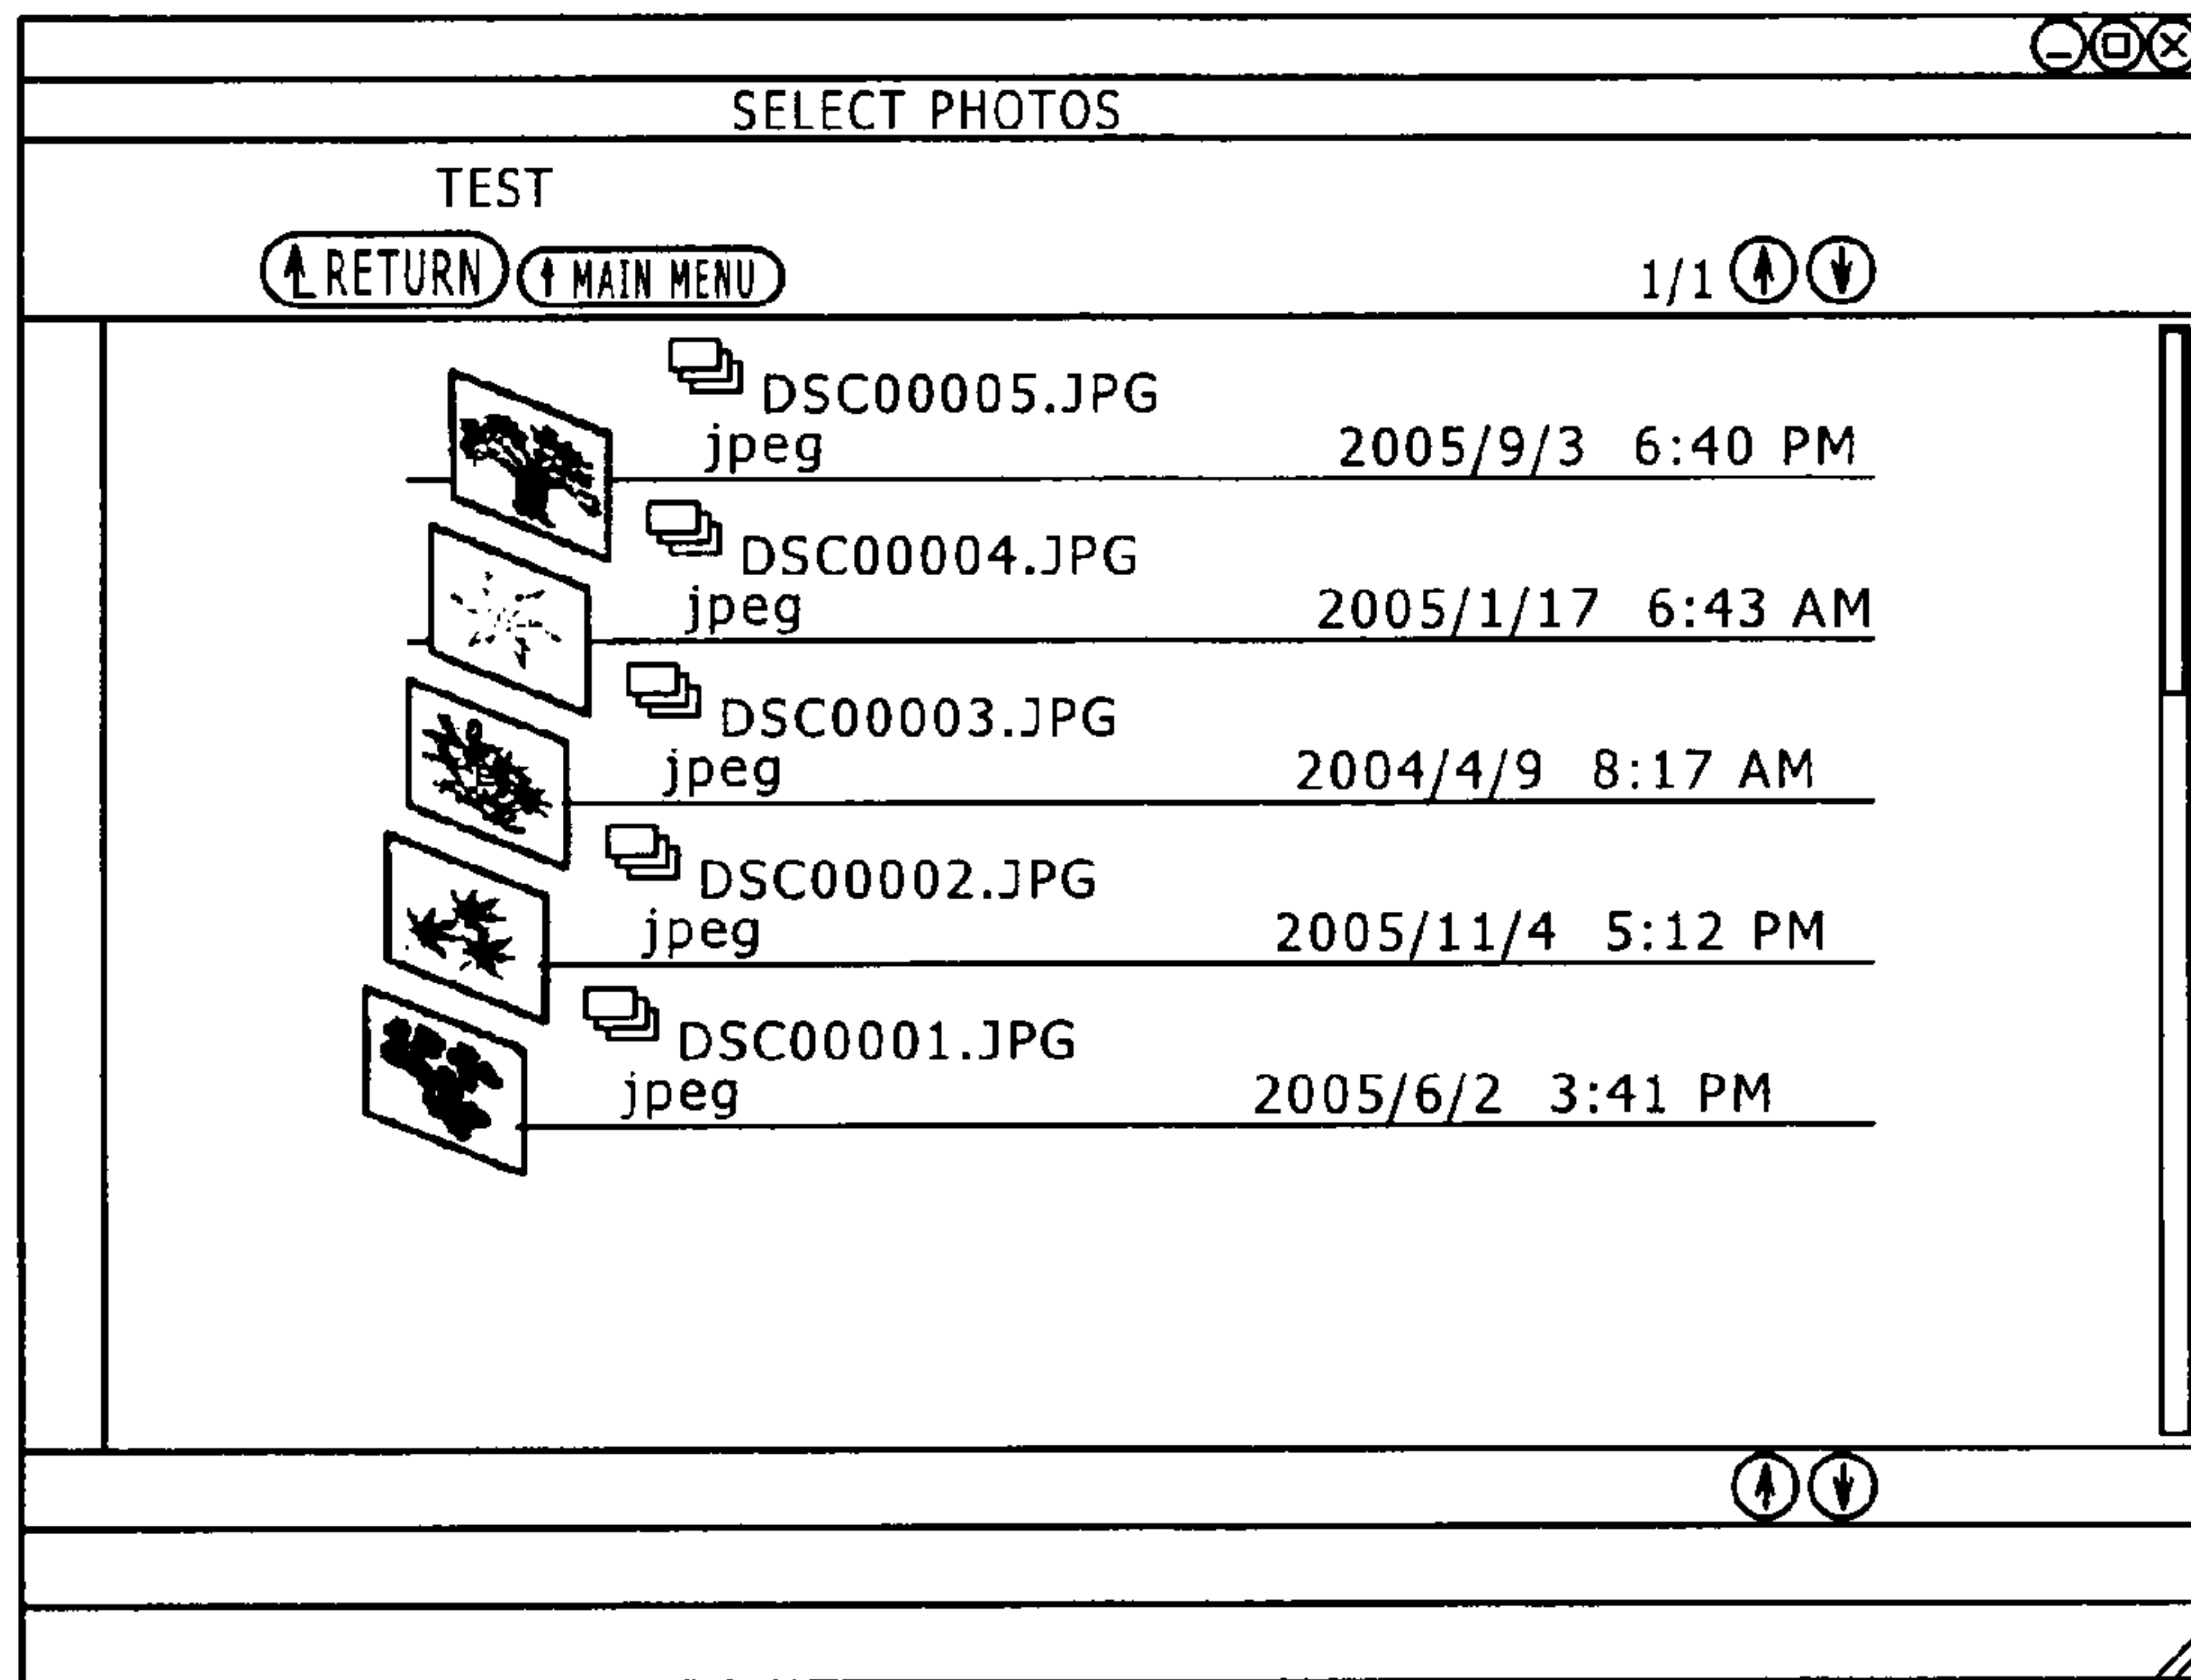 SELECT PHOTOS
TEST
RETURN MAIN MENU 1/1
DSC00005.JPG
jpeg 2005/9/3 6:40 PM
DSC00004.JPG
jpeg 2005/1/17 6:43 AM
DSC00003.JPG
jpeg 2004/4/9 8:17 AM
DSC00002.JPG
jpeg 2005/11/4 5:12 PM
DSC00001.JPG
jpeg 2005/6/2 3:41 PM